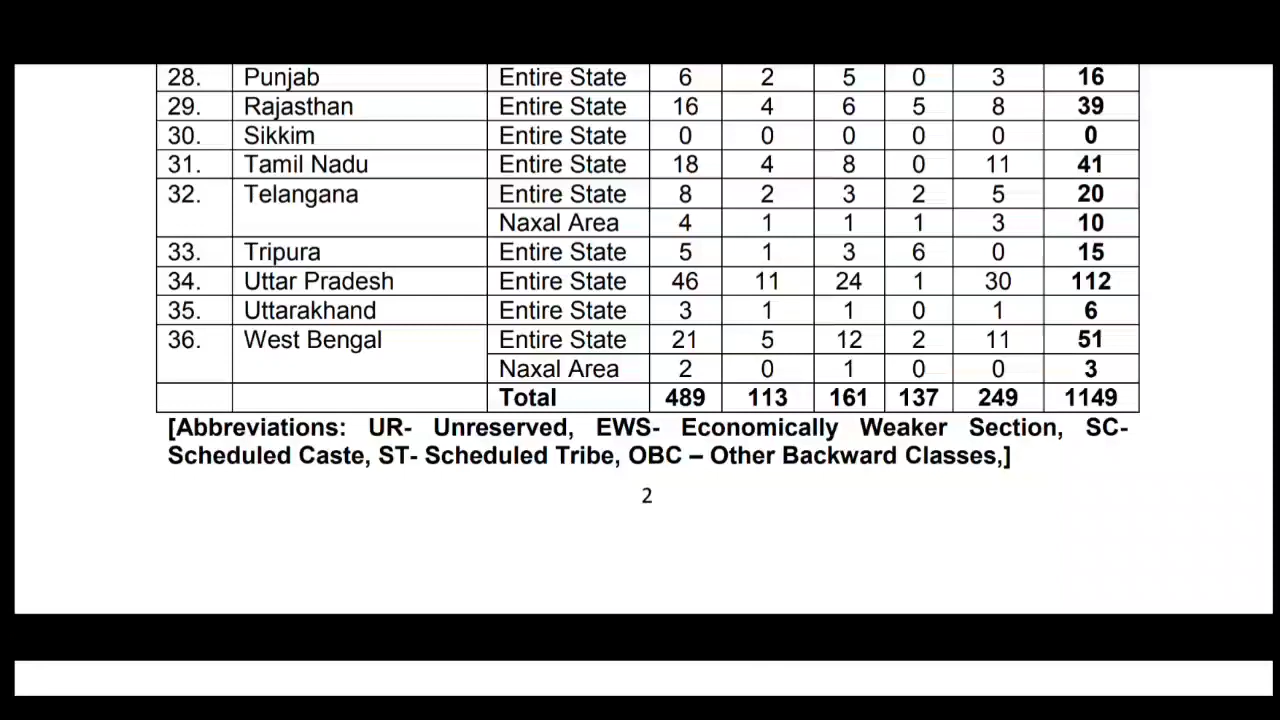 28. Punjab Entire State 6 2 5 0 3 16
29. Rajasthan Entire State 16 4 6 5 8 39
30. Sikkim Entire State 0 0 0 0 0 0
31. Tamil Nadu Entire State 18 4 8 0 11 41
32. Telangana Entire State 8 2 3 2 5 20
Naxal Area 4 1 1 1 3 10
33. Tripura Entire State 5 1 3 6 0 15
34. Uttar Pradesh Entire State 46 11 24 1 30 112
35. Uttarakhand Entire State 3 1 1 0 1 6
36. West Bengal Entire State 21 5 12 2 11 51
Naxal Area 2 0 1 0 0 3
Total 489 113 161 137 249 1149
[Abbreviations: UR- Unreserved, EWS- Economically Weaker Section, SC-
Scheduled Caste, ST- Scheduled Tribe, OBC – Other Backward Classes,]
2